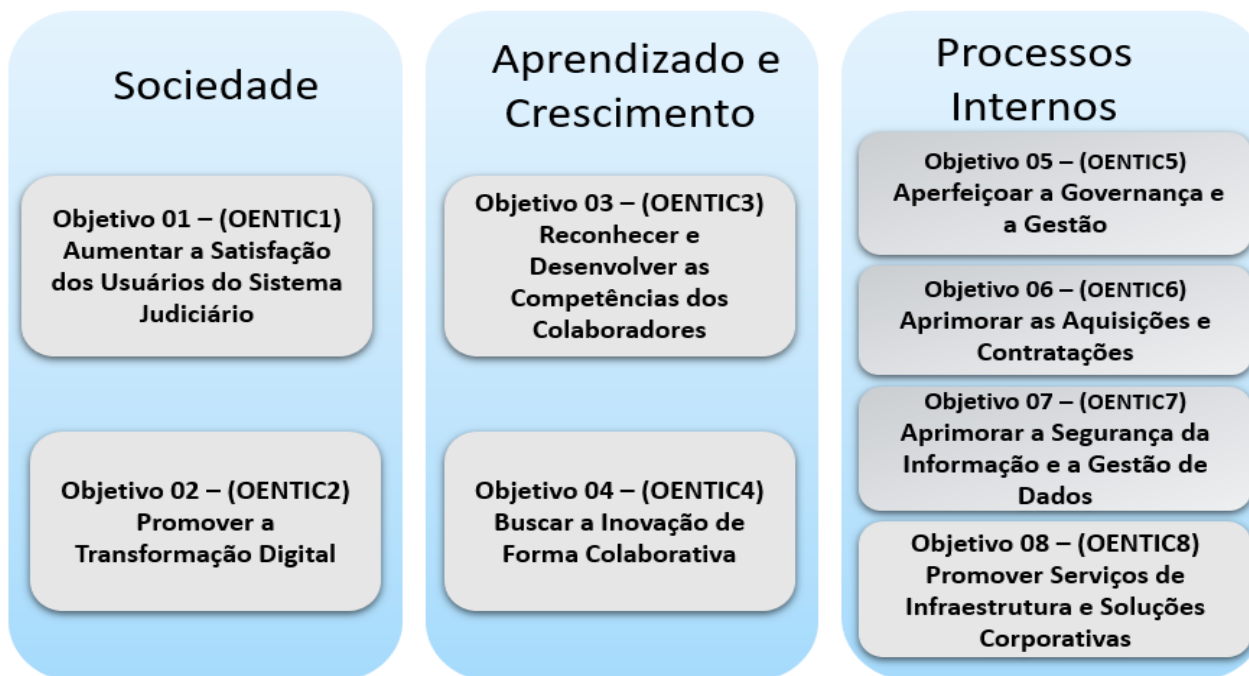 Sociedade
Objetivo 01 – (OENTIC1)
Aumentar a Satisfação
dos Usuários do Sistema
Judiciário
Objetivo 02 – (OENTIC2)
Promover a
Transformação Digital
Aprendizado e
Crescimento
Objetivo 03 – (OENTIC3)
Reconhecer e
Desenvolver as
Competências dos
Colaboradores
Objetivo 04 – (OENTIC4)
Buscar a Inovação de
Forma Colaborativa
Processos
Internos
Objetivo 05 – (OENTIC5)
Aperfeiçoar a Governança e
a Gestão
Objetivo 06 – (OENTIC6)
Aprimorar as Aquisições e
Contratações
Objetivo 07 – (OENTIC7)
Aprimorar a Segurança da
Informação e a Gestão de
Dados
Objetivo 08 – (OENTIC8)
Promover Serviços de
Infraestrutura e Soluções
Corporativas